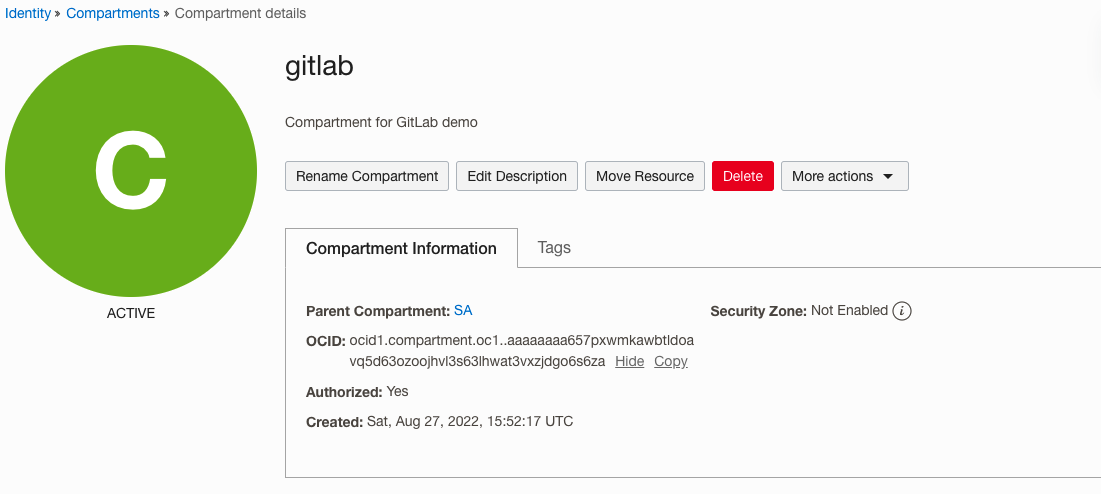 Identity » Compartments » Compartment details
C
ACTIVE
gitlab
Compartment for GitLab demo
Rename Compartment Edit Description Move Resource Delete More actions
Compartment Information Tags
Parent Compartment: SA Security Zone: Not Enabled i
OCID: ocid1.compartment.oc1..aaaaaaaa657pxwmkawbtldoa
vq5d63ozoojhvl3s63lhwat3vxzjdgo6s6za Hide Copy
Authorized: Yes
Created: Sat, Aug 27, 2022, 15:52:17 UTC